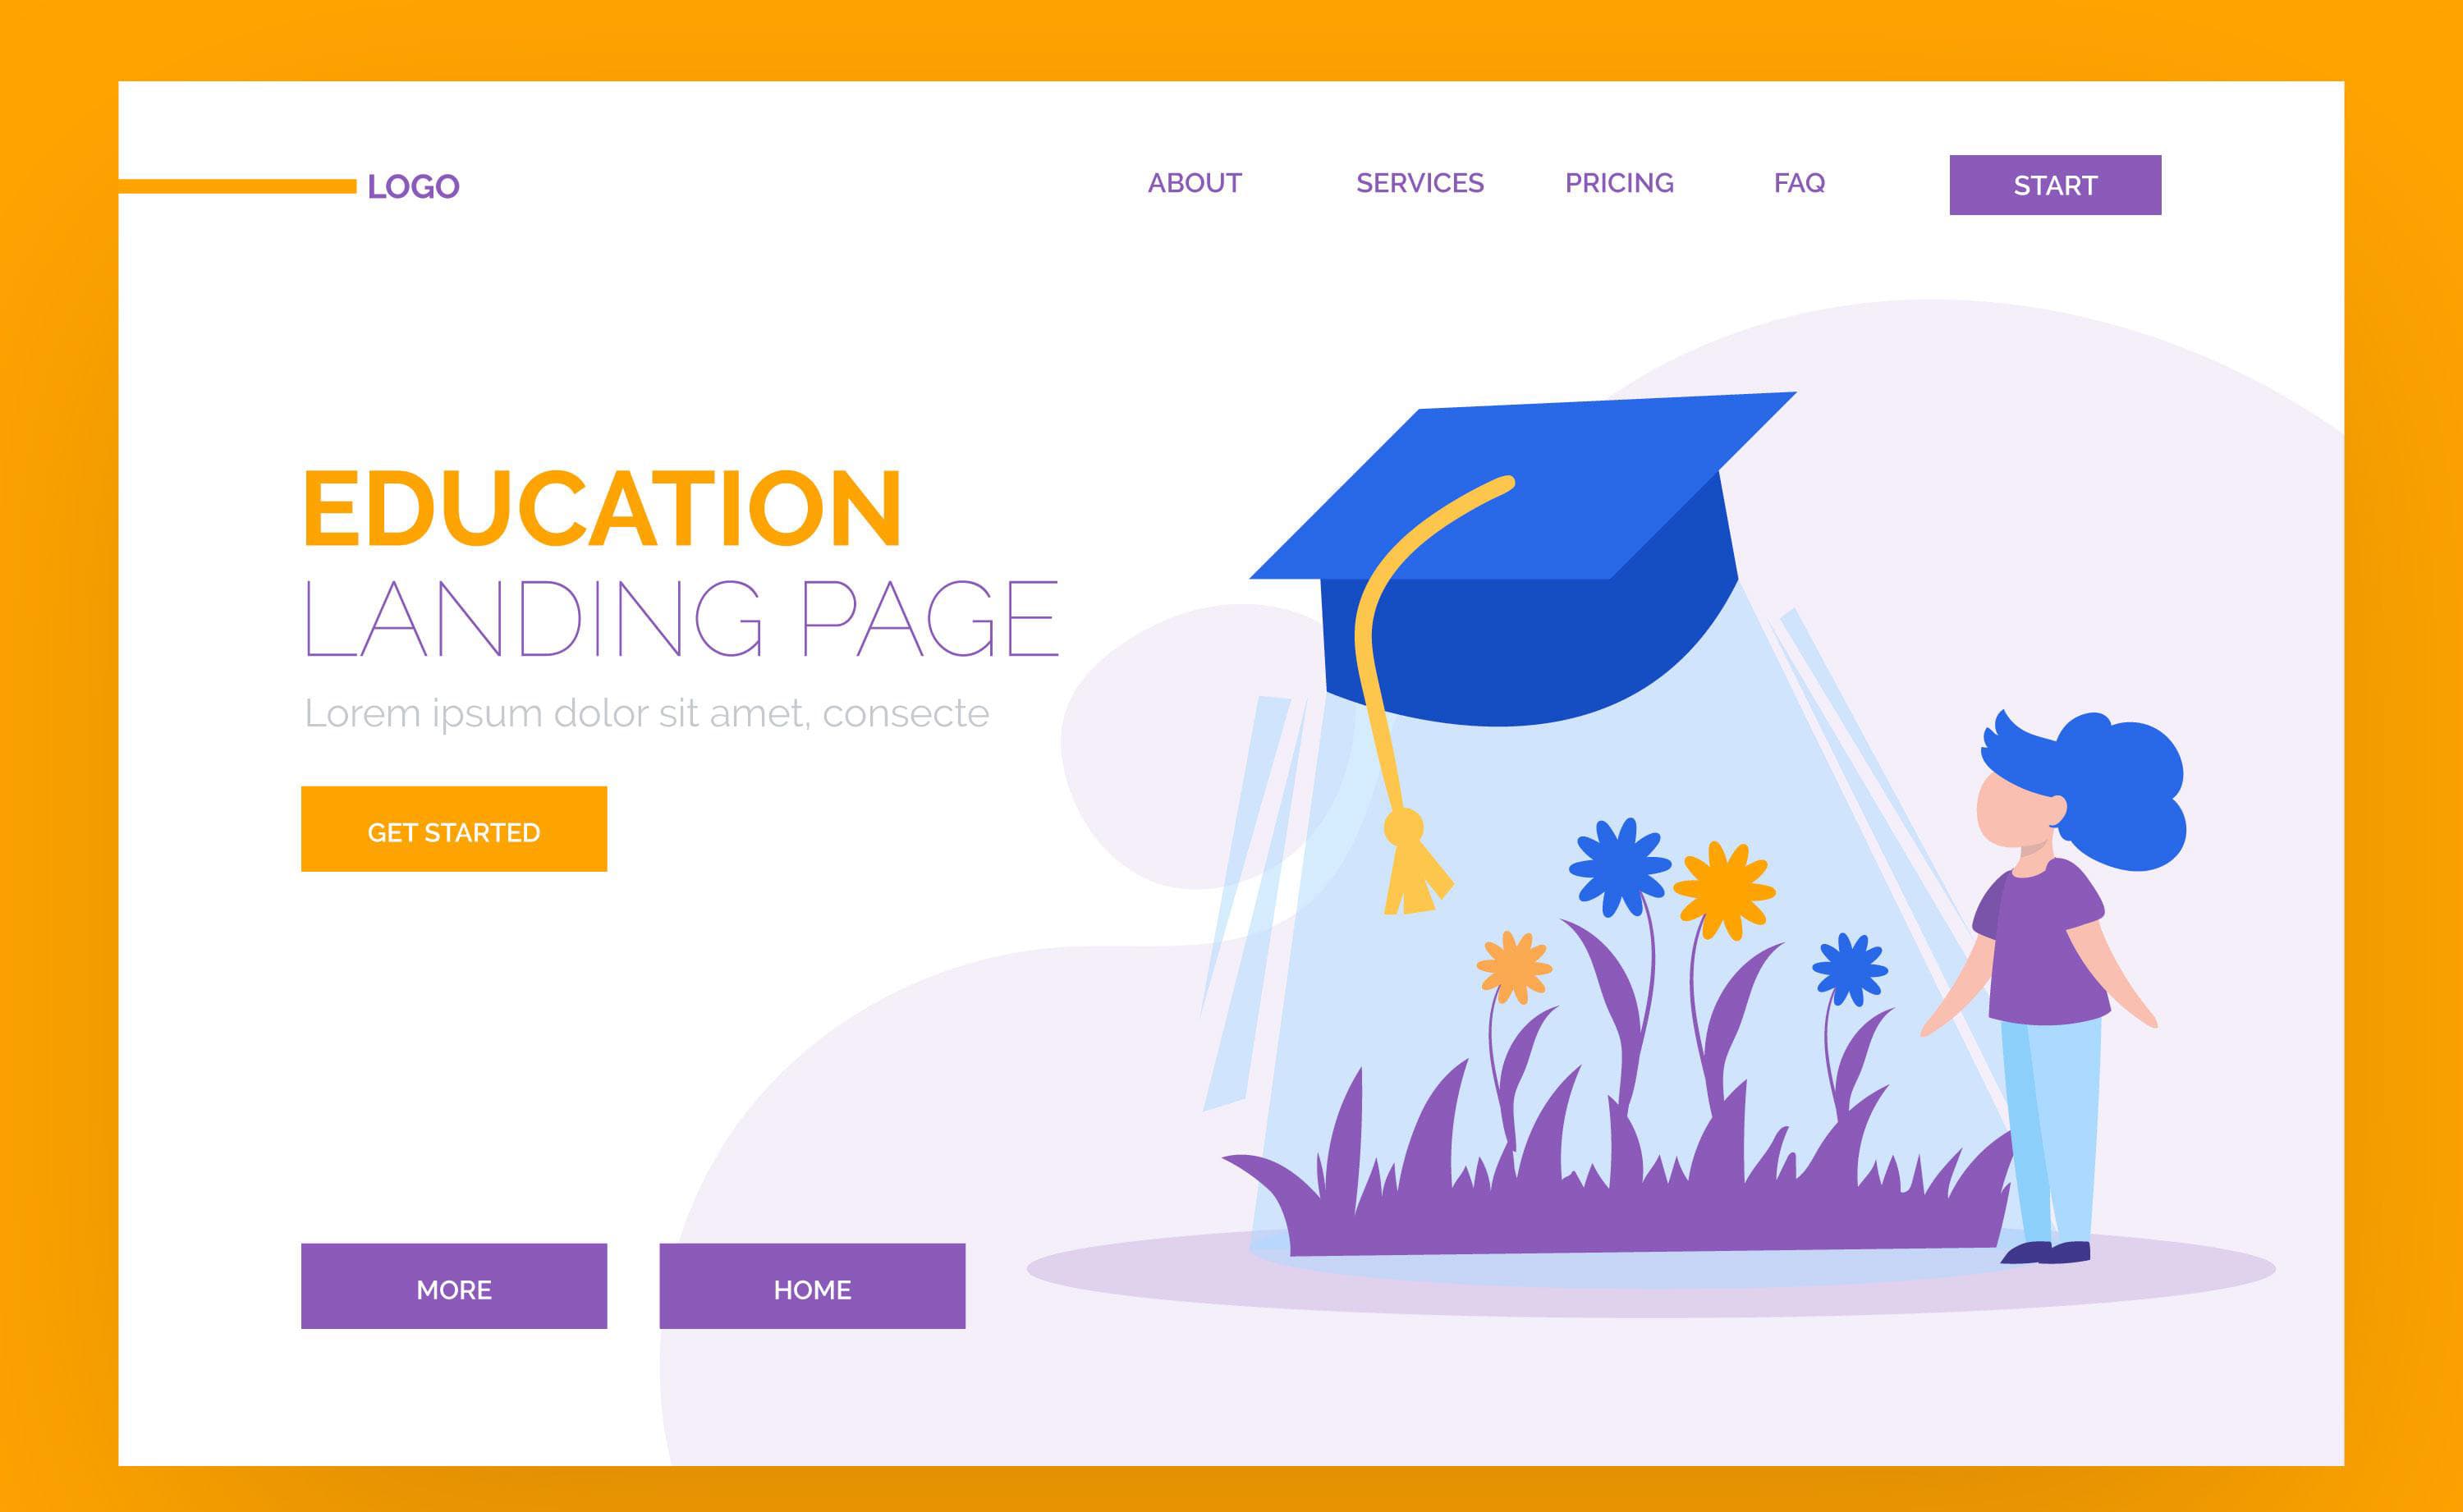 LOGO
ABOUT SERVICES PRICING FAQ START
EDUCATION
LANDING PAGE
Lorem ipsum dolor sit amet, consecte
GET STARTED
MORE HOME